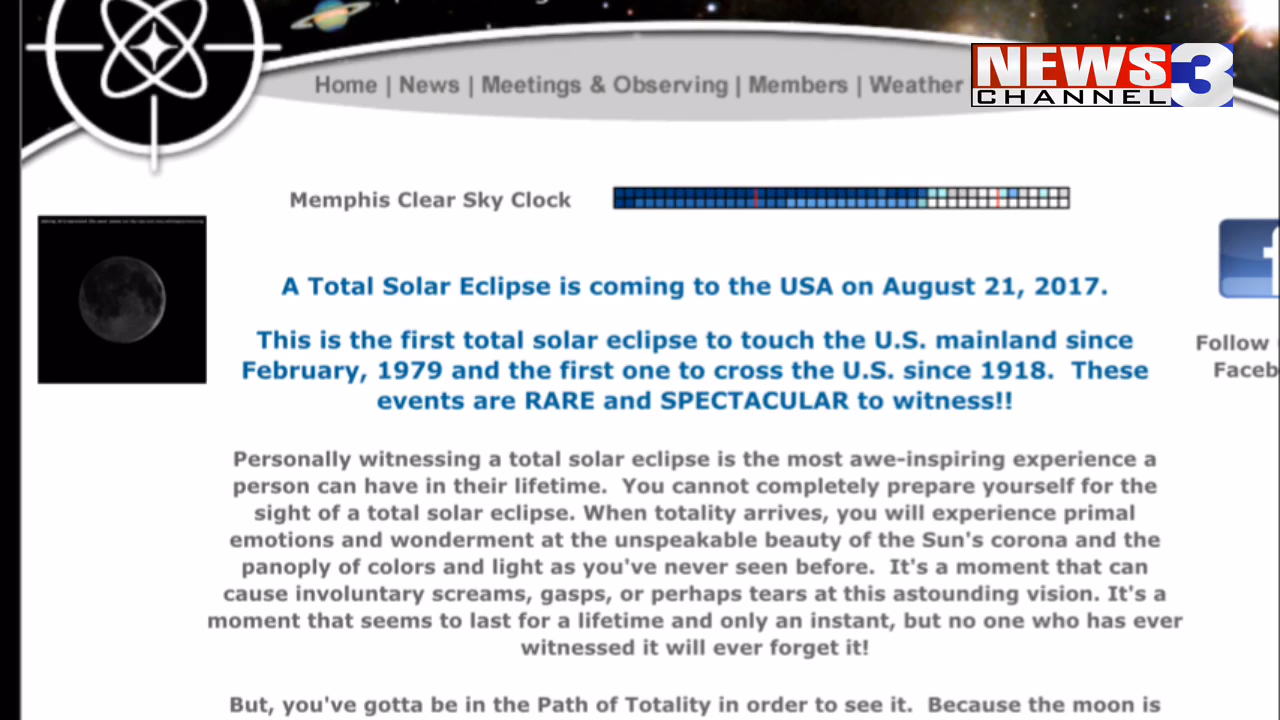 Home | News | Meetings & Observing | Members | Weather
NEWS 3
CHANNEL
Memphis Clear Sky Clock
A Total Solar Eclipse is coming to the USA on August 21, 2017.
This is the first total solar eclipse to touch the U.S. mainland since
February, 1979 and the first one to cross the U.S. since 1918. These
events are RARE and SPECTACULAR to witness!!
Follow
Faceb
Personally witnessing a total solar eclipse is the most awe-inspiring experience a
person can have in their lifetime. You cannot completely prepare yourself for the
sight of a total solar eclipse. When totality arrives, you will experience primal
emotions and wonderment at the unspeakable beauty of the Sun's corona and the
panoply of colors and light as you've never seen before. It's a moment that can
cause involuntary screams, gasps, or perhaps tears at this astounding vision. It's a
moment that seems to last for a lifetime and only an instant, but no one who has ever
witnessed it will ever forget it!
But, you've gotta be in the Path of Totality in order to see it. Because the moon is